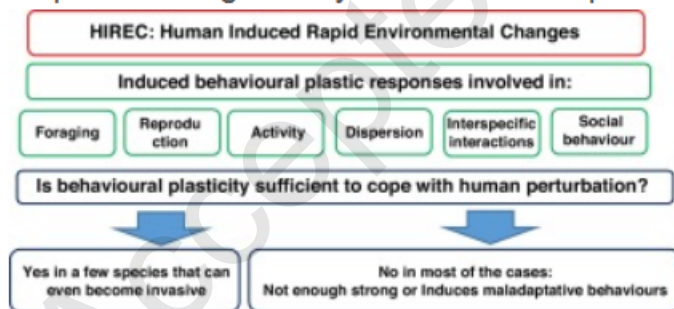 HIREC: Human Induced Rapid Environmental Changes
Induced behavioural plastic responses involved in:
Foraging
Reprodu
ction
Activity
Dispersion
Interspecific
interactions
Social
behaviour
Is behavioural plasticity sufficient to cope with human perturbation?
Yes in a few species that can
even become invasive
No in most of the cases:
Not enough strong or Induces maladaptative behaviours
Accepte